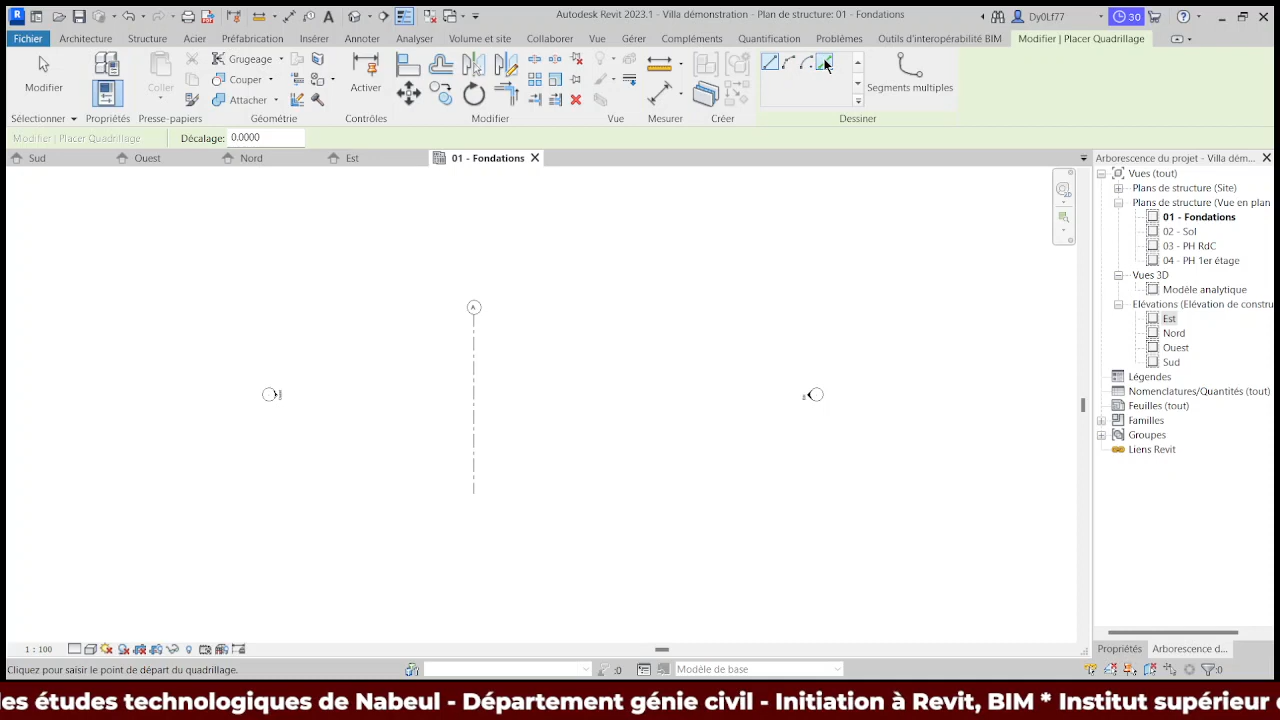 Autodesk Revit 2023.1 - Villa démonstration - Plan de structure: 01 - Fondations
Dy0Lf77
30
Fichier Architecture Structure Acier Préfabrication Insérer Annoter Analyser Volume et site Collaborer Vue Gérer Compléments Quantification Problèmes Outils d'interopérabilité BIM Modifier | Placer Quadrillage
Grugeage
Couper
Attacher
Modifier
Coller
Activer
Segments multiples
Sélectionner Propriétés Presse-papiers Géométrie Contrôles Modifier Vue Mesurer Créer Dessiner
Modifier | Placer Quadrillage Décalage: 0.0000
Sud Ouest Nord Est 01 - Fondations
Arborescence du projet - Villa dém...
Vues (tout)
Plans de structure (Site)
Plans de structure (Vue en plan
01 - Fondations
02 - Sol
03 - PH RdC
04 - PH 1er étage
Vues 3D
Modèle analytique
Elévations (Elévation de constru
Est
Nord
Ouest
Sud
Légendes
Nomenclatures/Quantités (tout)
Feuilles (tout)
Familles
Groupes
Liens Revit
A
2D
1 : 100
Propriétés Arborescence d...
Cliquez pour saisir le point de départ du quadrillage.
:0
Modèle de base
:0
les études technologiques de Nabeul - Département génie civil - Initiation à Revit, BIM * Institut supérieur